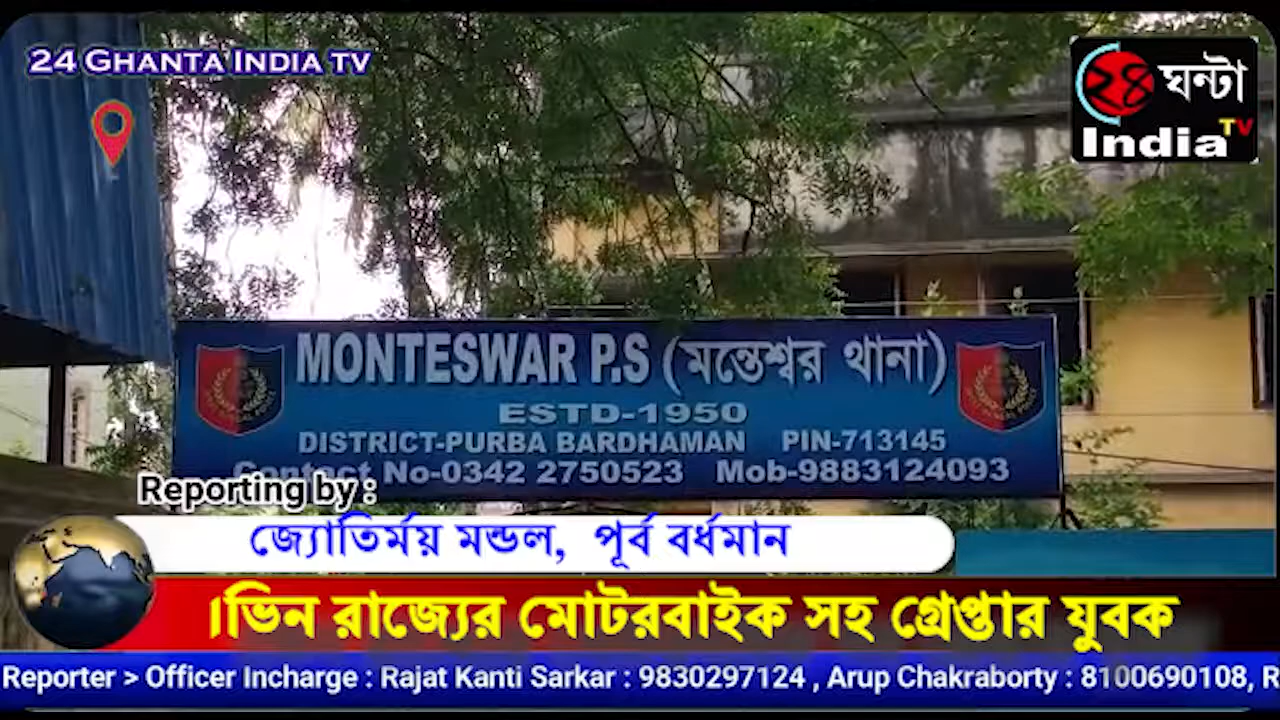 24 GHANTA INDIA TV
২৪ ঘন্টা
India TV
MONTESWAR P.S (মন্তেশ্বর থানা)
ESTD-1950
DISTRICT-PURBA BARDHAMAN PIN-713145
Contact No-0342 2750523 Mob-9883124093
Reporting by :
জ্যোতির্ময় মন্ডল, পূর্ব বর্ধমান
।ভিন রাজ্যের মোটরবাইক সহ গ্রেপ্তার যুবক
Reporter > Officer Incharge : Rajat Kanti Sarkar : 9830297124 , Arup Chakraborty : 8100690108, R